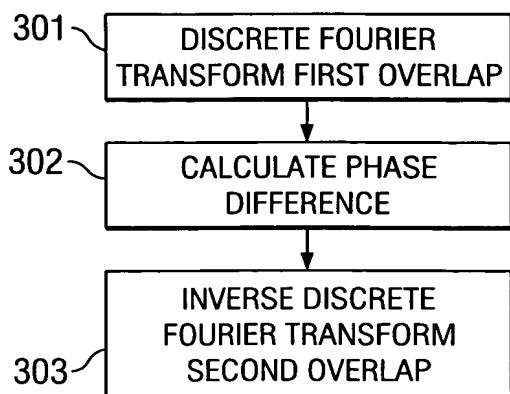 301
DISCRETE FOURIER
TRANSFORM FIRST OVERLAP
302
CALCULATE PHASE
DIFFERENCE
INVERSE DISCRETE
FOURIER TRANSFORM
SECOND OVERLAP
303